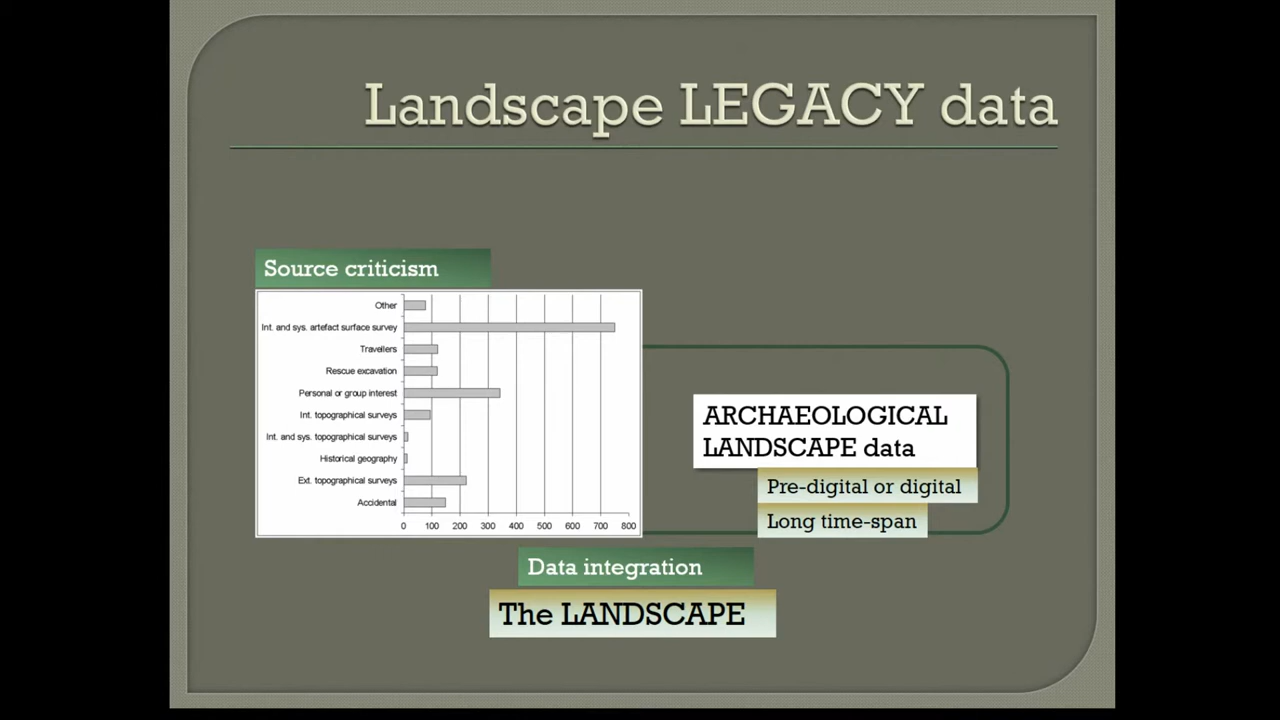 Landscape LEGACY data
Source criticism
Other
Int. and sys. artefact surface survey
Travellers
Rescue excavation
Personal or group interest
Int. topographical surveys
Int. and sys. topographical surveys
Historical geography
Ext. topographical surveys
Accidental
0 100 200 300 400 500 600 700 800
ARCHAEOLOGICAL
LANDSCAPE data
Pre-digital or digital
Long time-span
Data integration
The LANDSCAPE